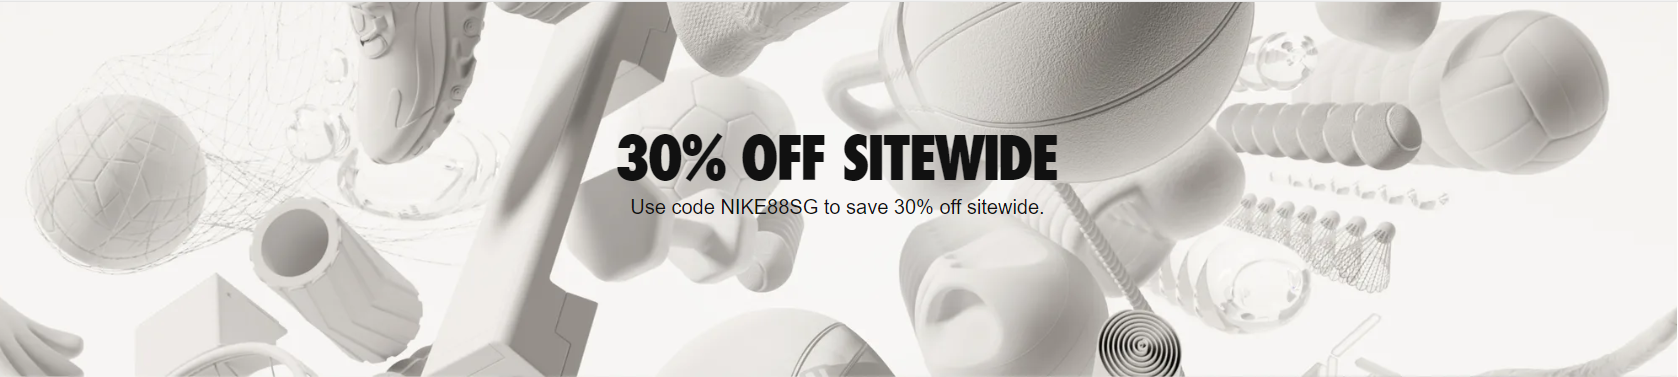 30% OFF SITEWIDE
Use code NIKE88SG to save 30% off sitewide.